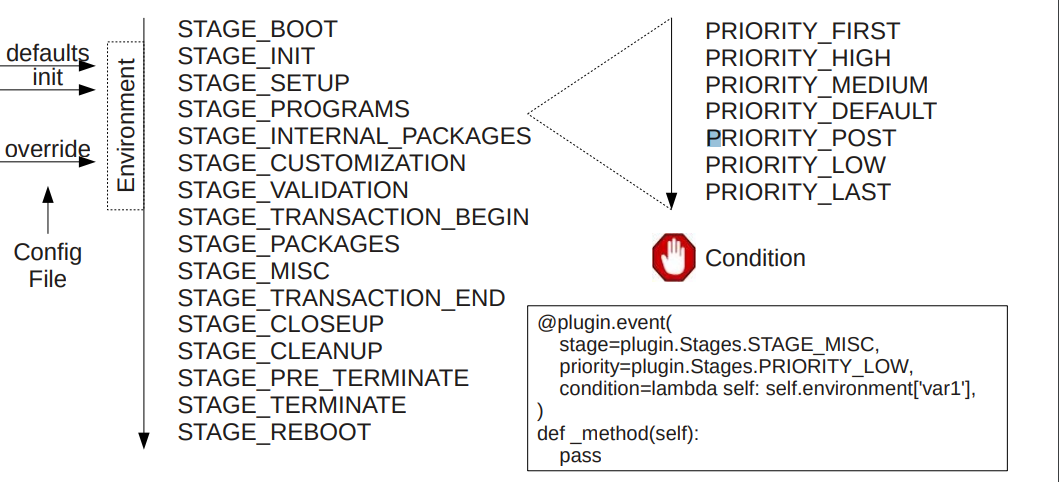 defaults
init
override
Config
File
Environment
STAGE_BOOT
STAGE_INIT
STAGE_SETUP
STAGE_PROGRAMS
STAGE_INTERNAL_PACKAGES
STAGE_CUSTOMIZATION
STAGE_VALIDATION
STAGE_TRANSACTION_BEGIN
STAGE_PACKAGES
STAGE_MISC
STAGE_TRANSACTION_END
STAGE_CLOSEUP
STAGE_CLEANUP
STAGE_PRE_TERMINATE
STAGE_TERMINATE
STAGE_REBOOT
PRIORITY_FIRST
PRIORITY_HIGH
PRIORITY_MEDIUM
PRIORITY_DEFAULT
PRIORITY_POST
PRIORITY_LOW
PRIORITY_LAST
Condition
@plugin.event(
    stage=plugin.Stages.STAGE_MISC,
    priority=plugin.Stages.PRIORITY_LOW,
    condition=lambda self: self.environment['var1'],
)
def _method(self):
    pass